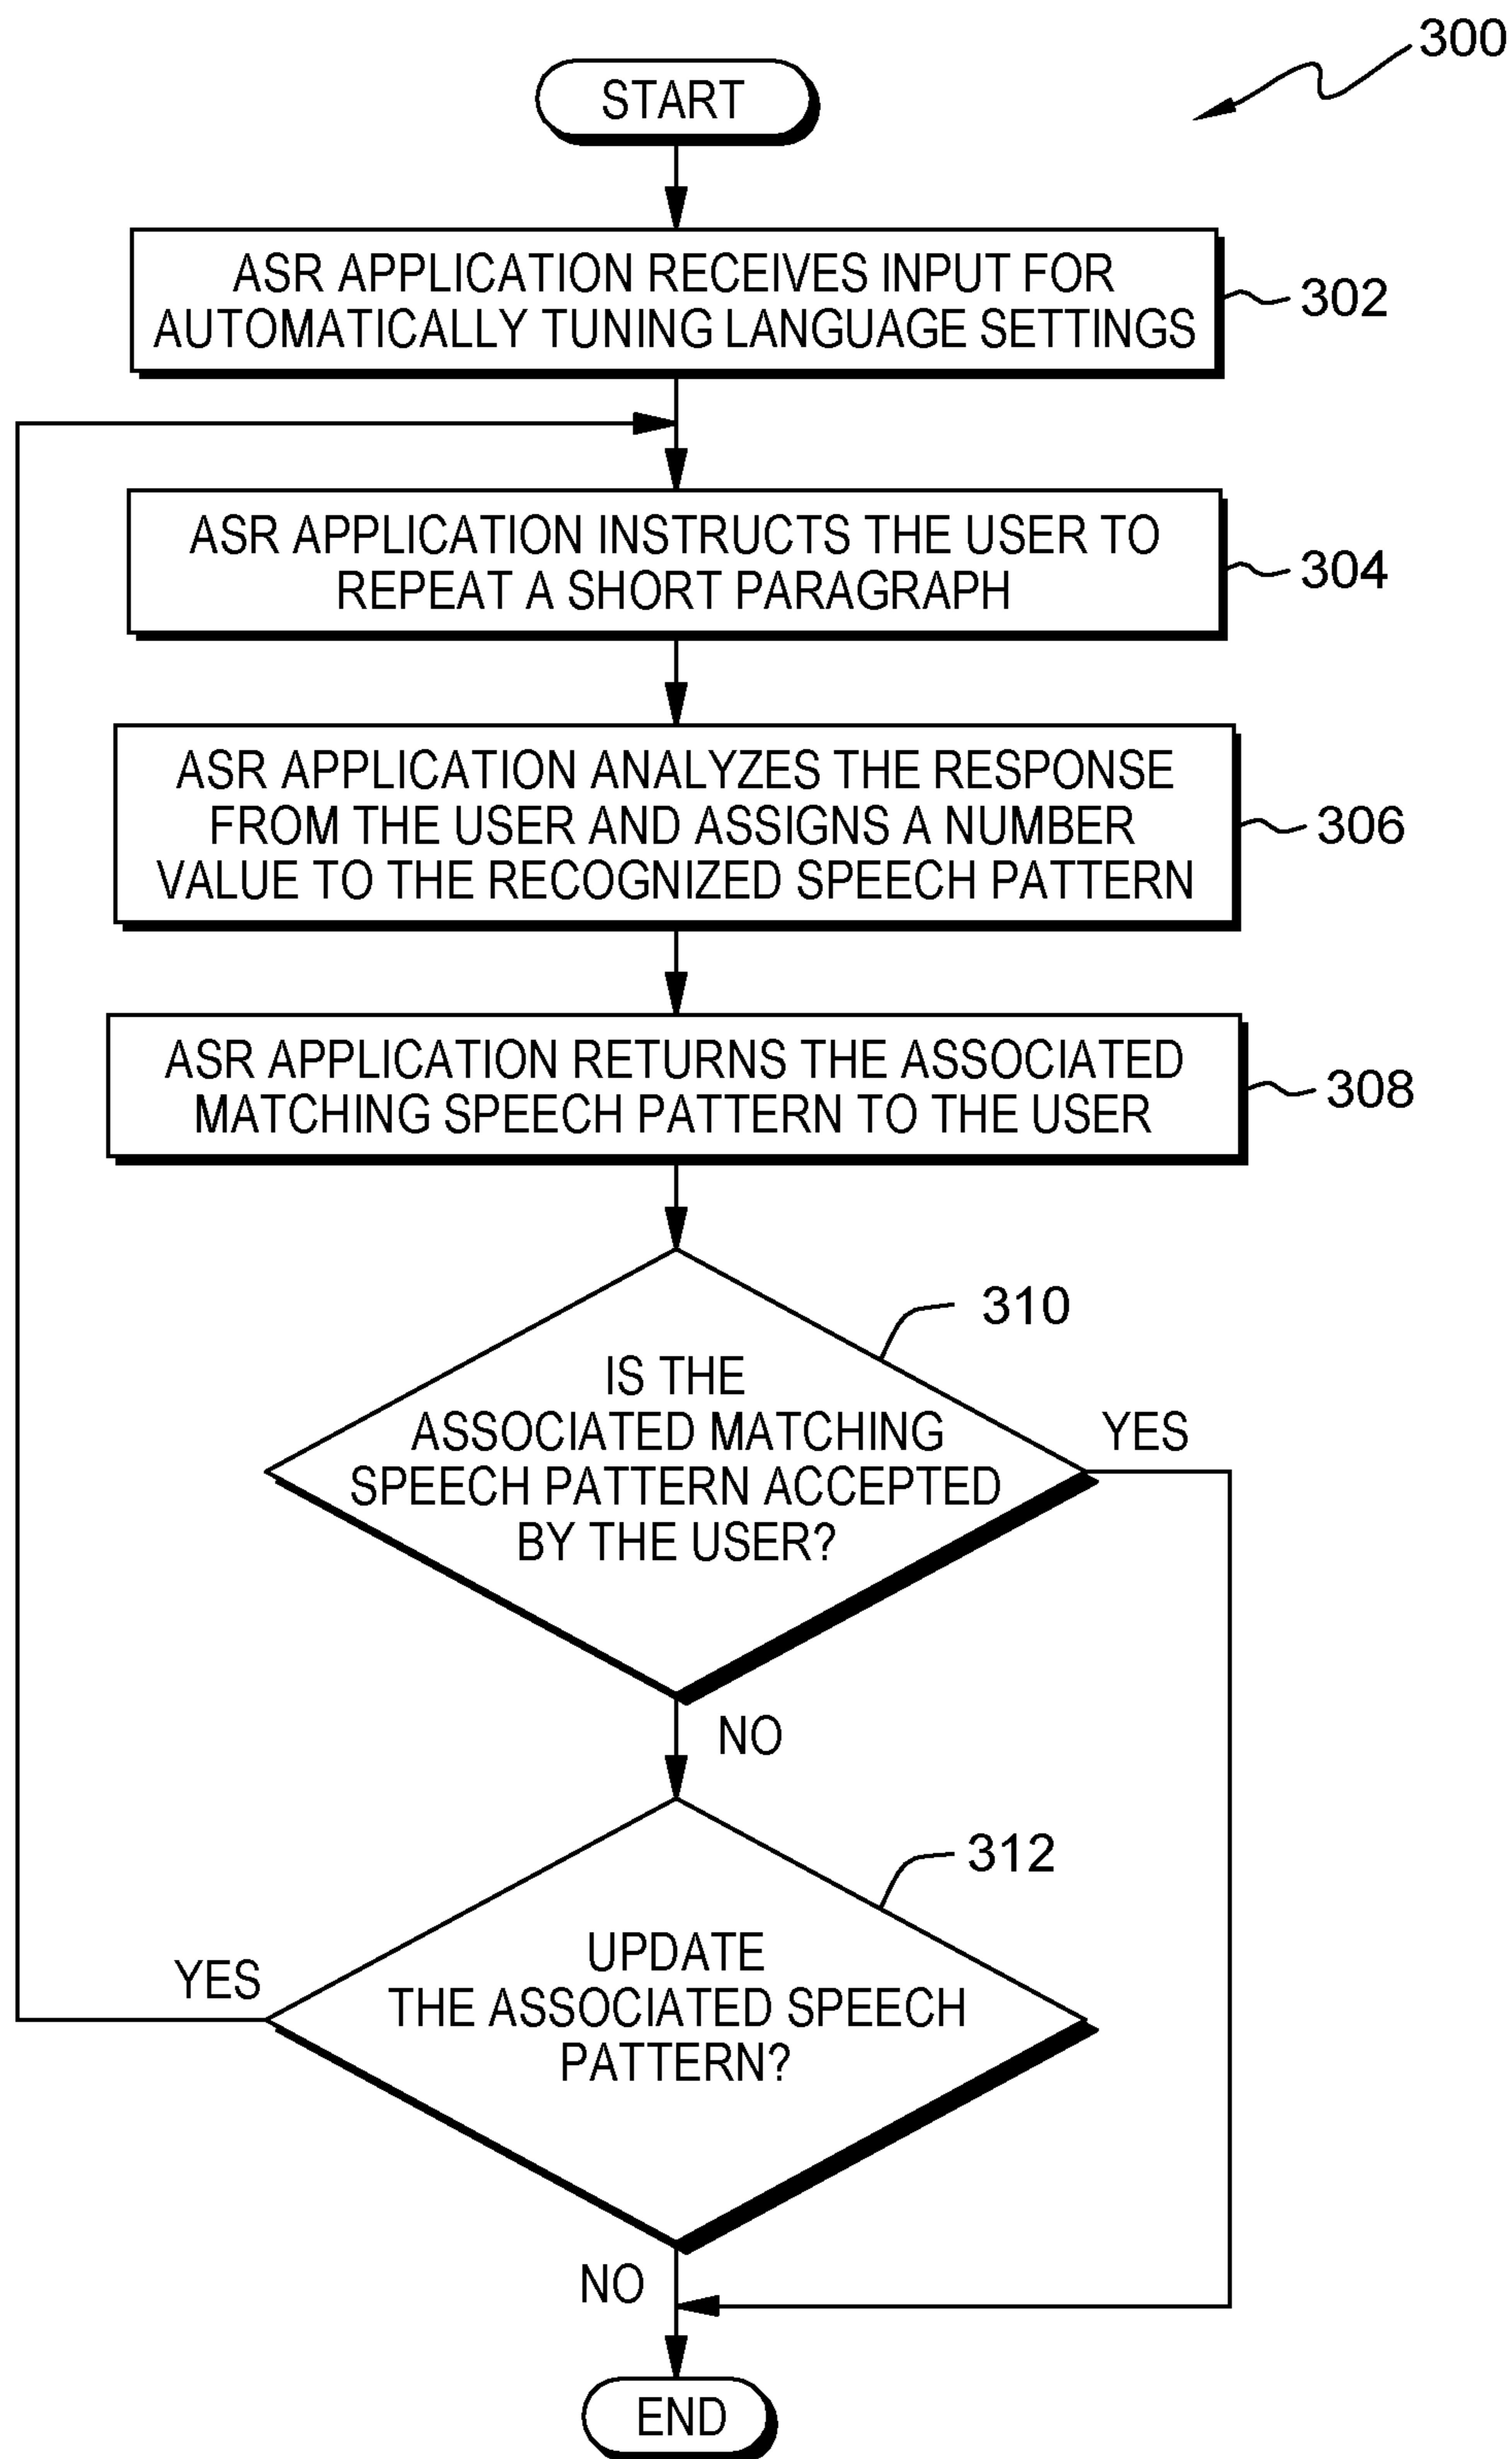 300
START
ASR APPLICATION RECEIVES INPUT FOR
AUTOMATICALLY TUNING LANGUAGE SETTINGS
302
ASR APPLICATION INSTRUCTS THE USER TO
REPEAT A SHORT PARAGRAPH
304
ASR APPLICATION ANALYZES THE RESPONSE
FROM THE USER AND ASSIGNS A NUMBER
VALUE TO THE RECOGNIZED SPEECH PATTERN
306
ASR APPLICATION RETURNS THE ASSOCIATED
MATCHING SPEECH PATTERN TO THE USER
308
310
IS THE
ASSOCIATED MATCHING
SPEECH PATTERN ACCEPTED
BY THE USER?
YES
NO
312
UPDATE
THE ASSOCIATED SPEECH
PATTERN?
YES
NO
END